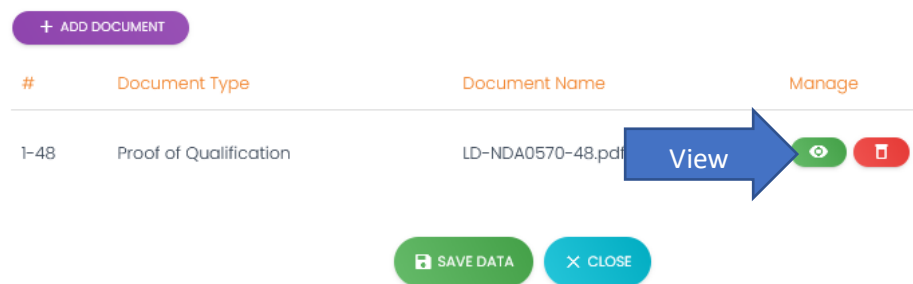 + ADD DOCUMENT
# Document Type Document Name Manage
1-48 Proof of Qualification LD-NDA0570-48.pdf View
SAVE DATA X CLOSE